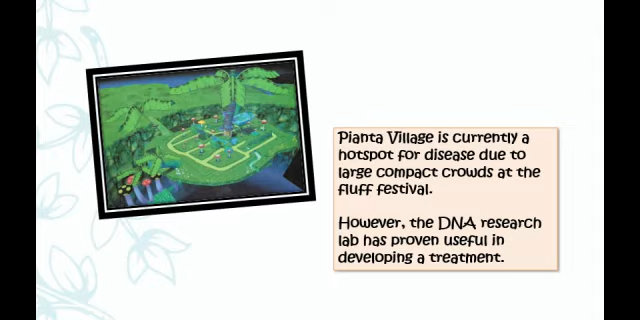 Pianta Village is currently a
hotspot for disease due to
large compact crowds at the
fluff festival.
However, the DNA research
lab has proven useful in
developing a treatment.